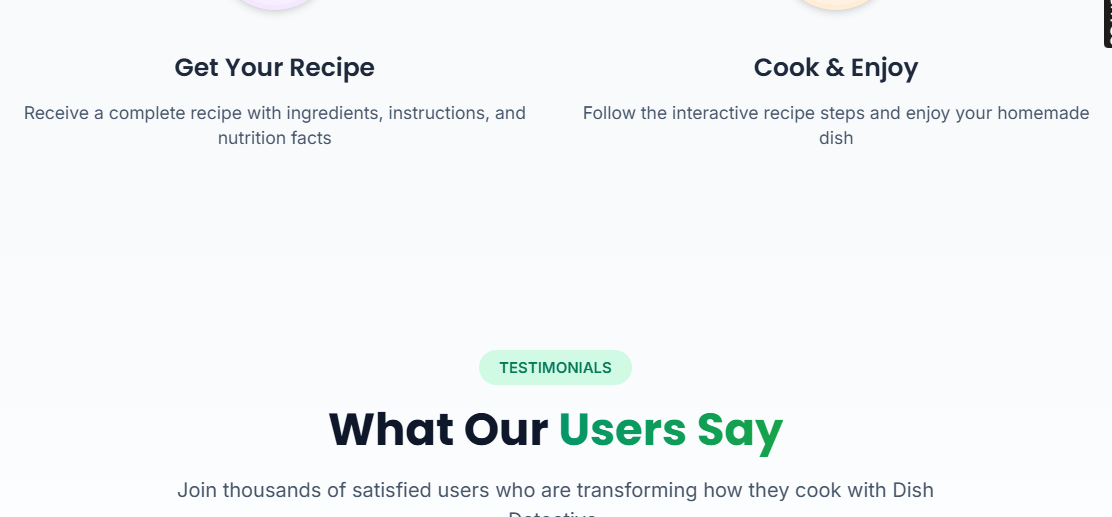 Get Your Recipe
Receive a complete recipe with ingredients, instructions, and
nutrition facts
Cook & Enjoy
Follow the interactive recipe steps and enjoy your homemade
dish
TESTIMONIALS
What Our Users Say
Join thousands of satisfied users who are transforming how they cook with Dish
Detective